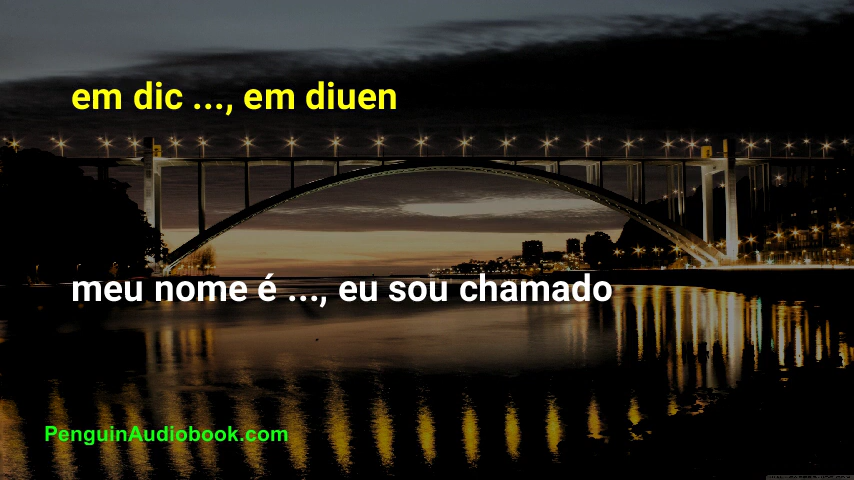 em dic ..., em diuen
meu nome é ..., eu sou chamado
PenguinAudiobook.com